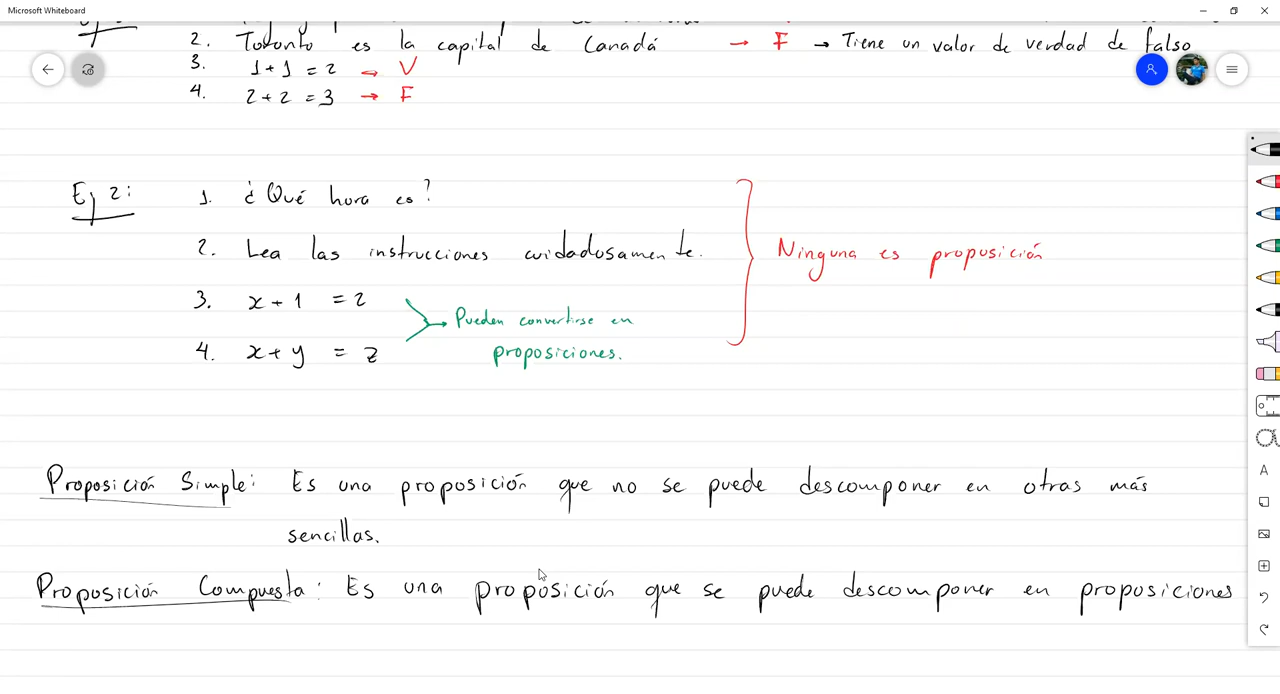 Microsoft Whiteboard
2. Toronto es la capital de Canadá → F → Tiene un valor de verdad de falso
3. 1+1 = 2 → V
4. 2+2 = 3 → F
Ej 2: 1. ¿Qué hora es?
2. Lea las instrucciones cuidadosamente.
Ninguna es proposición
3. x+1 = 2
→ Pueden convertirse en
4. x+y = z
proposiciones.
Proposición Simple: Es una proposición que no se puede descomponer en otras más
sencillas.
Proposición Compuesta: Es una proposición que se puede descomponer en proposiciones
A